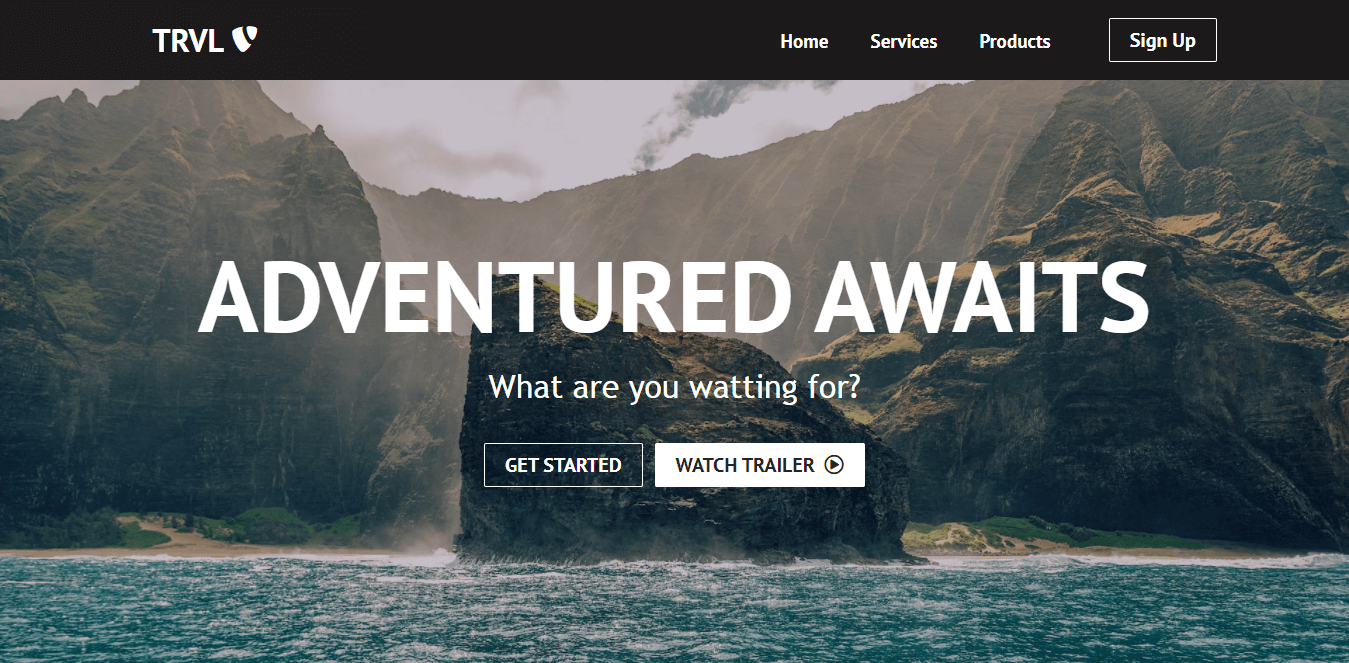 TRVL
Home Services Products Sign Up
ADVENTURED AWAITS
What are you watting for?
GET STARTED WATCH TRAILER